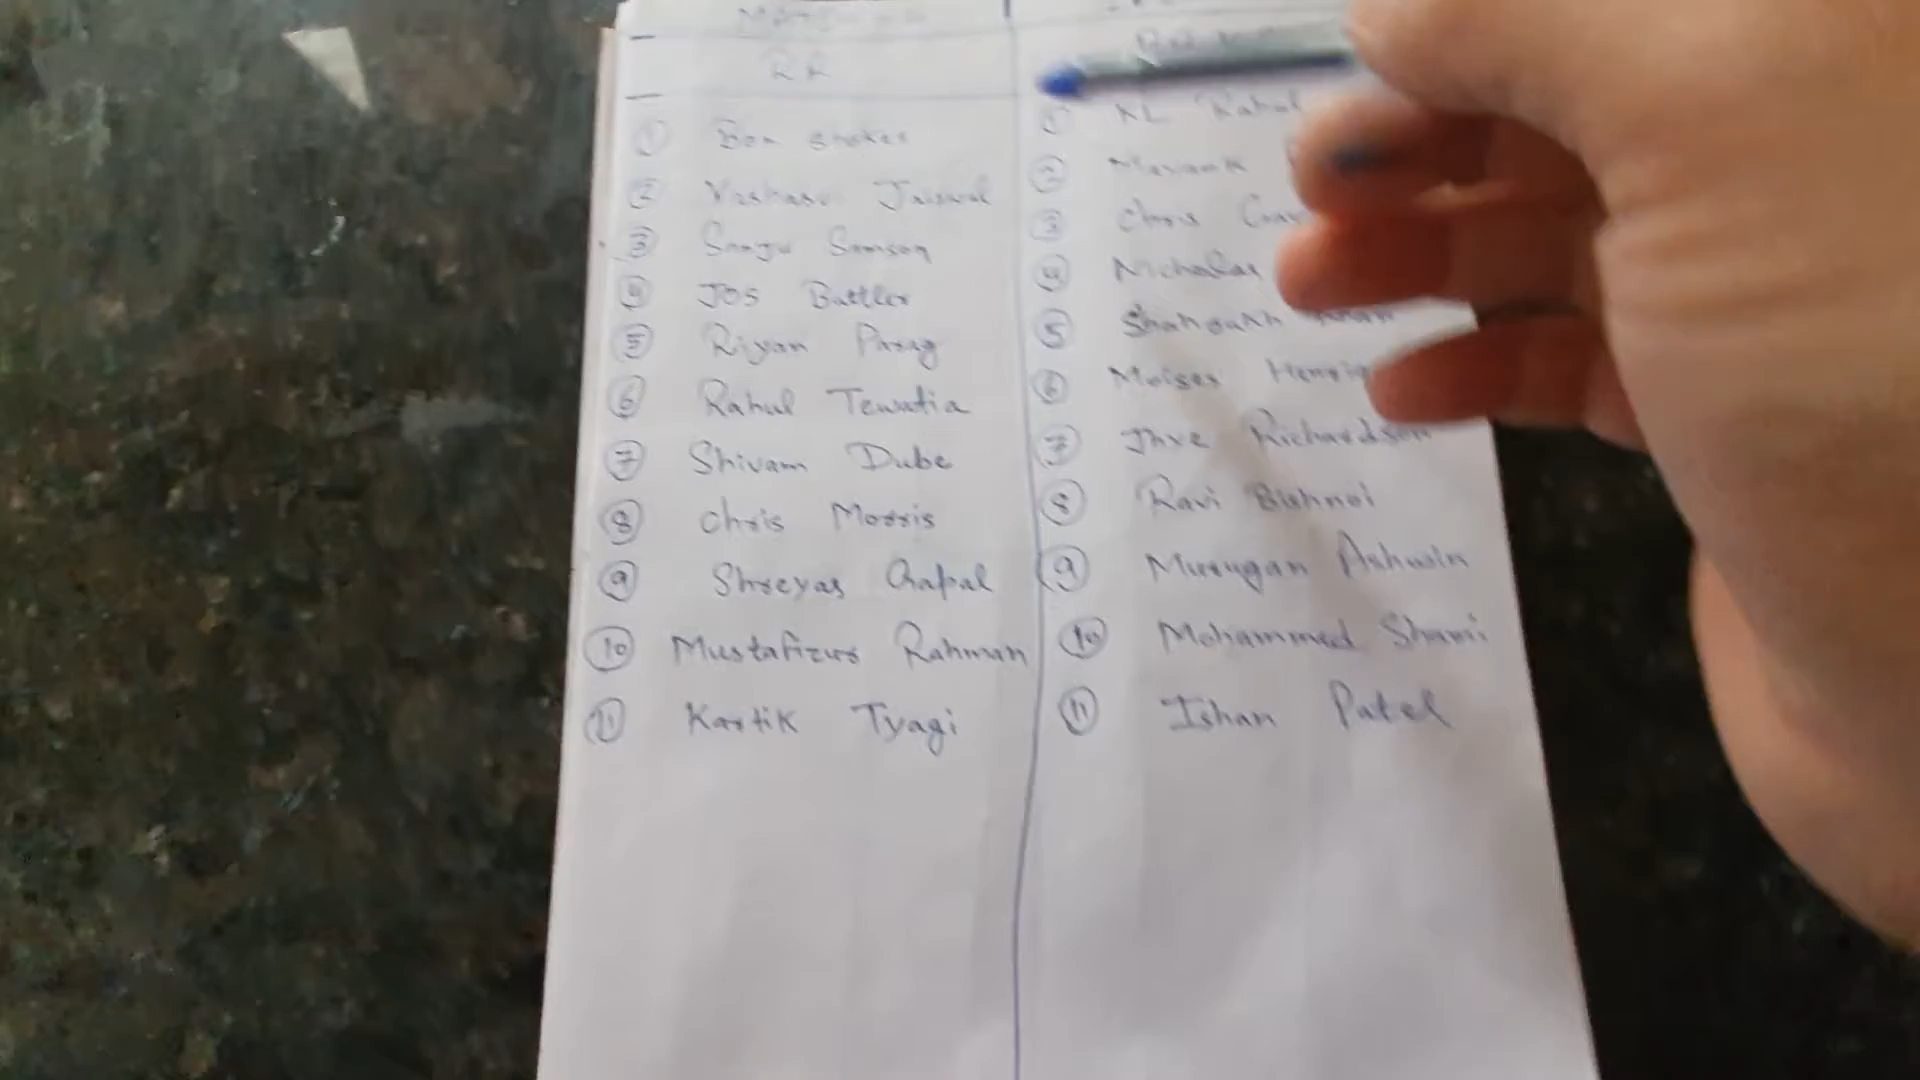 RR
① Ben Stokes
② Yashasv Jaiswal
③ Sanju Samson
④ JOS Buttler
⑤ Riyan Parag
⑥ Rahul Tewatia
⑦ Shivam Dube
⑧ Chris Morris
⑨ Shreyas Gapal
⑩ Mustafizur Rahman
⑪ Kartik Tyagi
① KL Rahul
② Mayank
③ Chris
④ Nicholas
⑤ Shahrukh Khan
⑥ Moises
⑦ Jhye Richardson
⑧ Ravi Bishnoi
⑨ Murugan Ashwin
⑩ Mohammed Shami
⑪ Ishan Patel